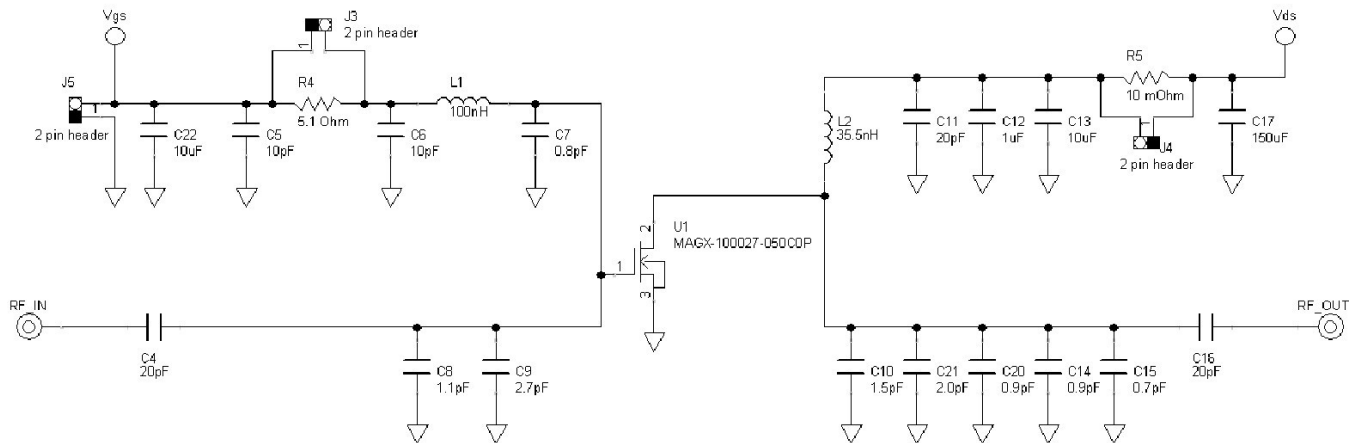 Vgs
J3
2 pin header
1
J5
1
2 pin header
R4
5.1 Ohm
L1
100nH
C22
10uF
C5
10pF
C6
10pF
C7
0.8pF
Vds
R5
10 mOhm
L2
35.5nH
C11
20pF
C12
1uF
C13
10uF
1
J4
2 pin header
C17
150uF
U1
MAGX-100027-050C0P
2
1
3
RF_IN
C4
20pF
C8
1.1pF
C9
2.7pF
RF_OUT
C16
20pF
C10
1.5pF
C21
2.0pF
C20
0.9pF
C14
0.9pF
C15
0.7pF